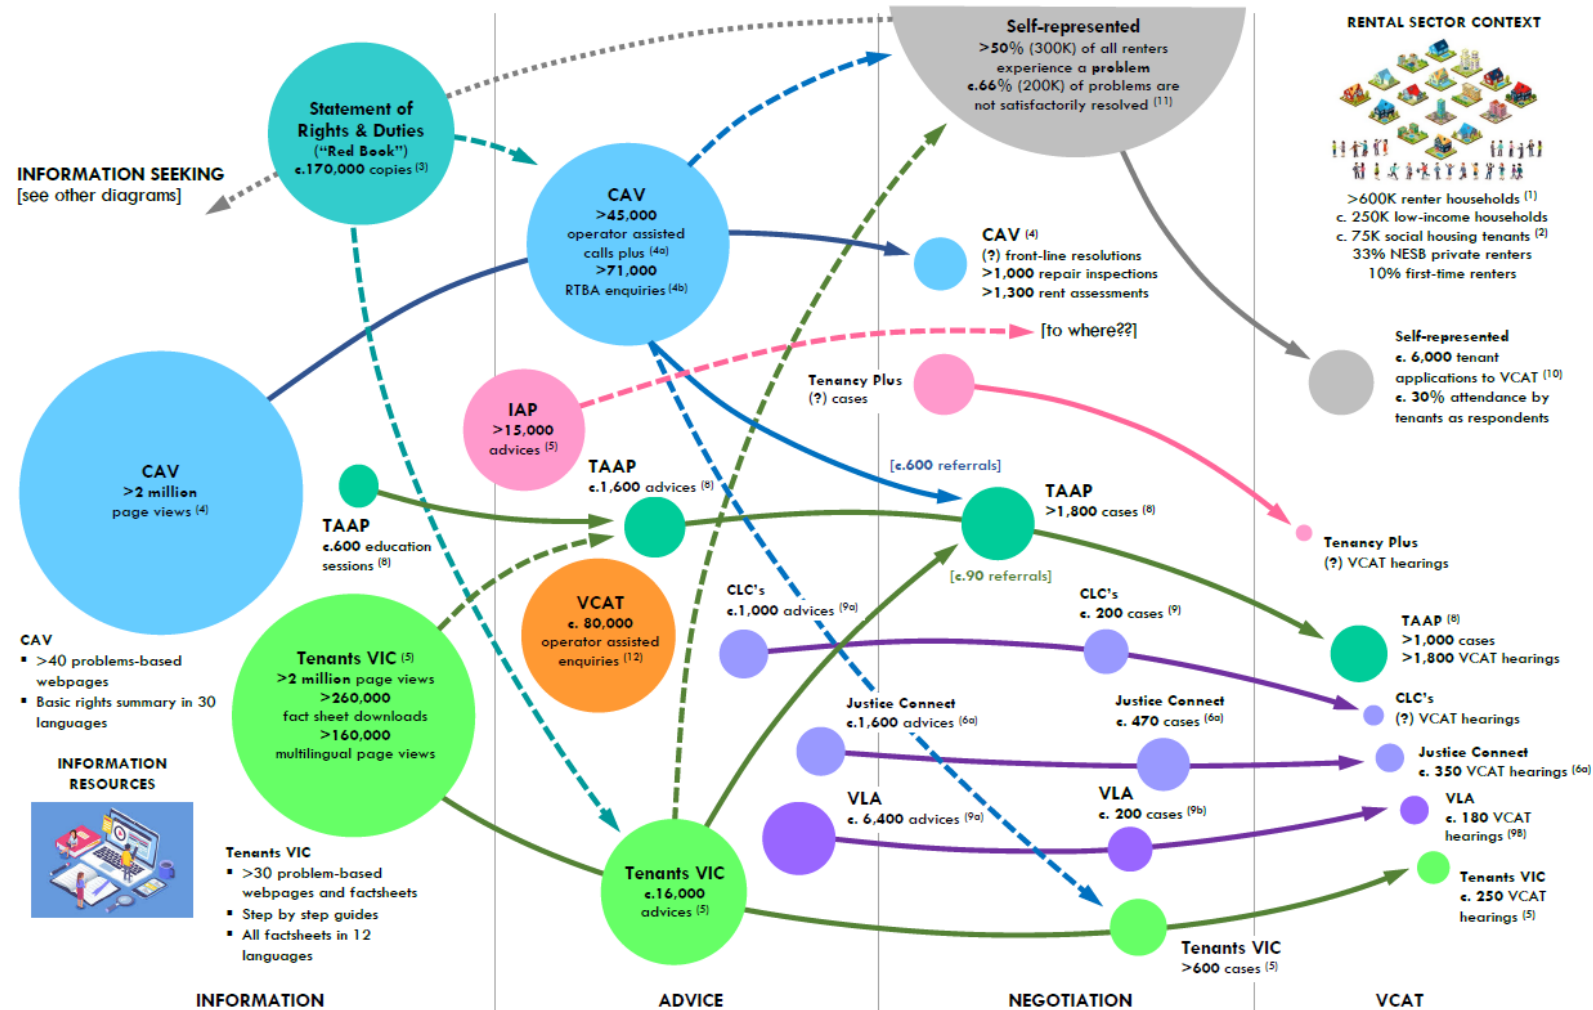 Self-represented
>50% (300K) of all renters
experience a problem
c.66% (200K) of problems are
not satisfactorily resolved (11)
RENTAL SECTOR CONTEXT
>600K renter households (1)
c. 250K low-income households
c. 75K social housing tenants (2)
33% NESB private renters
10% first-time renters
Statement of
Rights & Duties
("Red Book")
c.170,000 copies (3)
INFORMATION SEEKING
[see other diagrams]
CAV
>45,000
operator assisted
calls plus (4a)
>71,000
RTBA enquiries (4b)
CAV (4)
(?) front-line resolutions
>1,000 repair inspections
>1,300 rent assessments
[to where??]
Self-represented
c. 6,000 tenant
applications to VCAT (10)
c. 30% attendance by
tenants as respondents
Tenancy Plus
(?) cases
IAP
>15,000
advices (5)
CAV
>2 million
page views (4)
TAAP
c.1,600 advices (8)
[c.600 referrals]
TAAP
>1,800 cases (8)
TAAP
c.600 education
sessions (8)
Tenancy Plus
(?) VCAT hearings
[c.90 referrals]
VCAT
c. 80,000
operator assisted
enquiries (12)
CLC's
c.1,000 advices (9a)
CLC's
c. 200 cases (9)
TAAP (8)
>1,000 cases
>1,800 VCAT hearings
CAV
▪ >40 problems-based
webpages
▪ Basic rights summary in 30
languages
Tenants VIC (5)
>2 million page views
>260,000
fact sheet downloads
>160,000
multilingual page views
CLC's
(?) VCAT hearings
Justice Connect
c.1,600 advices (6a)
Justice Connect
c. 470 cases (6a)
Justice Connect
c. 350 VCAT hearings (6a)
INFORMATION
RESOURCES
VLA
c. 6,400 advices (9a)
VLA
c. 200 cases (9b)
VLA
c. 180 VCAT
hearings (9B)
Tenants VIC
▪ >30 problem-based
webpages and factsheets
▪ Step by step guides
▪ All factsheets in 12
languages
Tenants VIC
c.16,000
advices (5)
Tenants VIC
c. 250 VCAT
hearings (5)
Tenants VIC
>600 cases (5)
INFORMATION
ADVICE
NEGOTIATION
VCAT